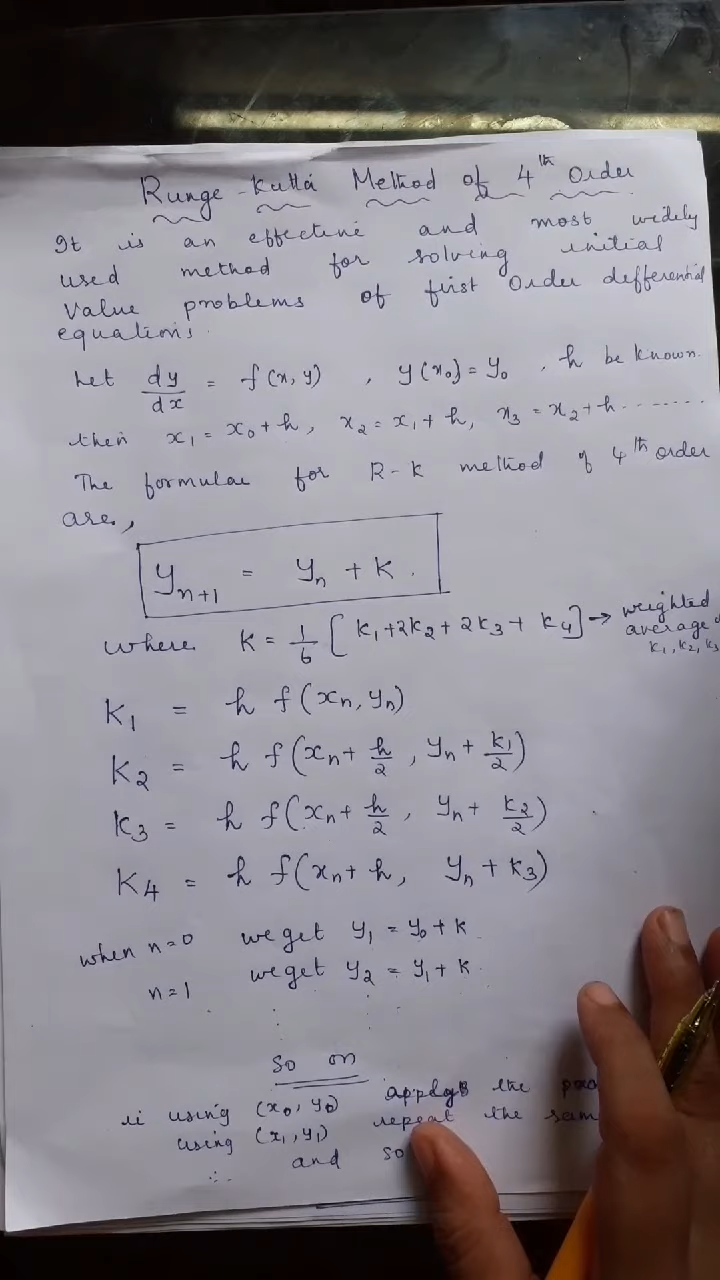 Runge-Kutta Method of 4th Order
It is an effective and most widely
used method for solving initial
value problems of first Order differential
equations.
Let dy/dx = f(x, y) , y(x₀) = y₀ , h be known.
then x₁ = x₀ + h, x₂ = x₁ + h, x₃ = x₂ + h .......
The formulae for R-K method of 4th order
are,
yₙ₊₁ = yₙ + K.
where K = 1/6 [K₁ + 2K₂ + 2K₃ + K₄] → weighted
average
K₁, K₂, K₃
K₁ = h f(xₙ, yₙ)
K₂ = h f(xₙ + h/2, yₙ + K₁/2)
K₃ = h f(xₙ + h/2, yₙ + K₂/2)
K₄ = h f(xₙ + h, yₙ + K₃)
when n=0 we get y₁ = y₀ + K.
n=1 we get y₂ = y₁ + K.
So on
using (x₀, y₀) the
using (x₁, y₁) repeat the
∴ and so